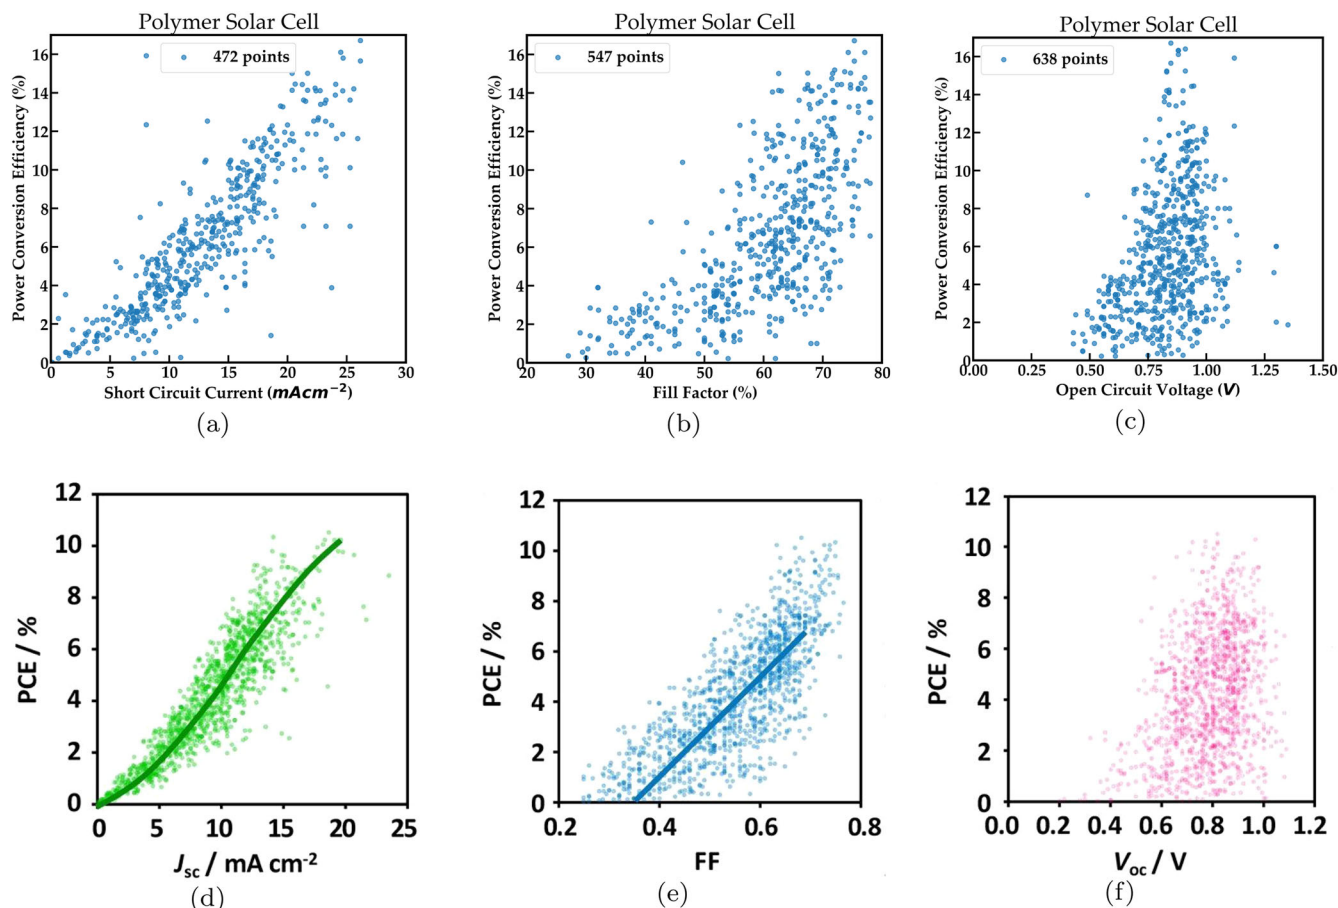 Polymer Solar Cell
472 points
Power Conversion Efficiency (%)
16
14
12
10
8
6
4
2
0
0 5 10 15 20 25 30
Short Circuit Current (mAcm⁻²)
(a)
Polymer Solar Cell
547 points
Power Conversion Efficiency (%)
16
14
12
10
8
6
4
2
0
20 30 40 50 60 70 80
Fill Factor (%)
(b)
Polymer Solar Cell
638 points
Power Conversion Efficiency (%)
16
14
12
10
8
6
4
2
0
0.00 0.25 0.50 0.75 1.00 1.25 1.50
Open Circuit Voltage (V)
(c)
PCE / %
12
10
8
6
4
2
0
0 5 10 15 20 25
Jsc / mA cm⁻²
(d)
PCE / %
12
10
8
6
4
2
0
0.2 0.4 0.6 0.8
FF
(e)
PCE / %
12
10
8
6
4
2
0
0.0 0.2 0.4 0.6 0.8 1.0 1.2
Voc / V
(f)